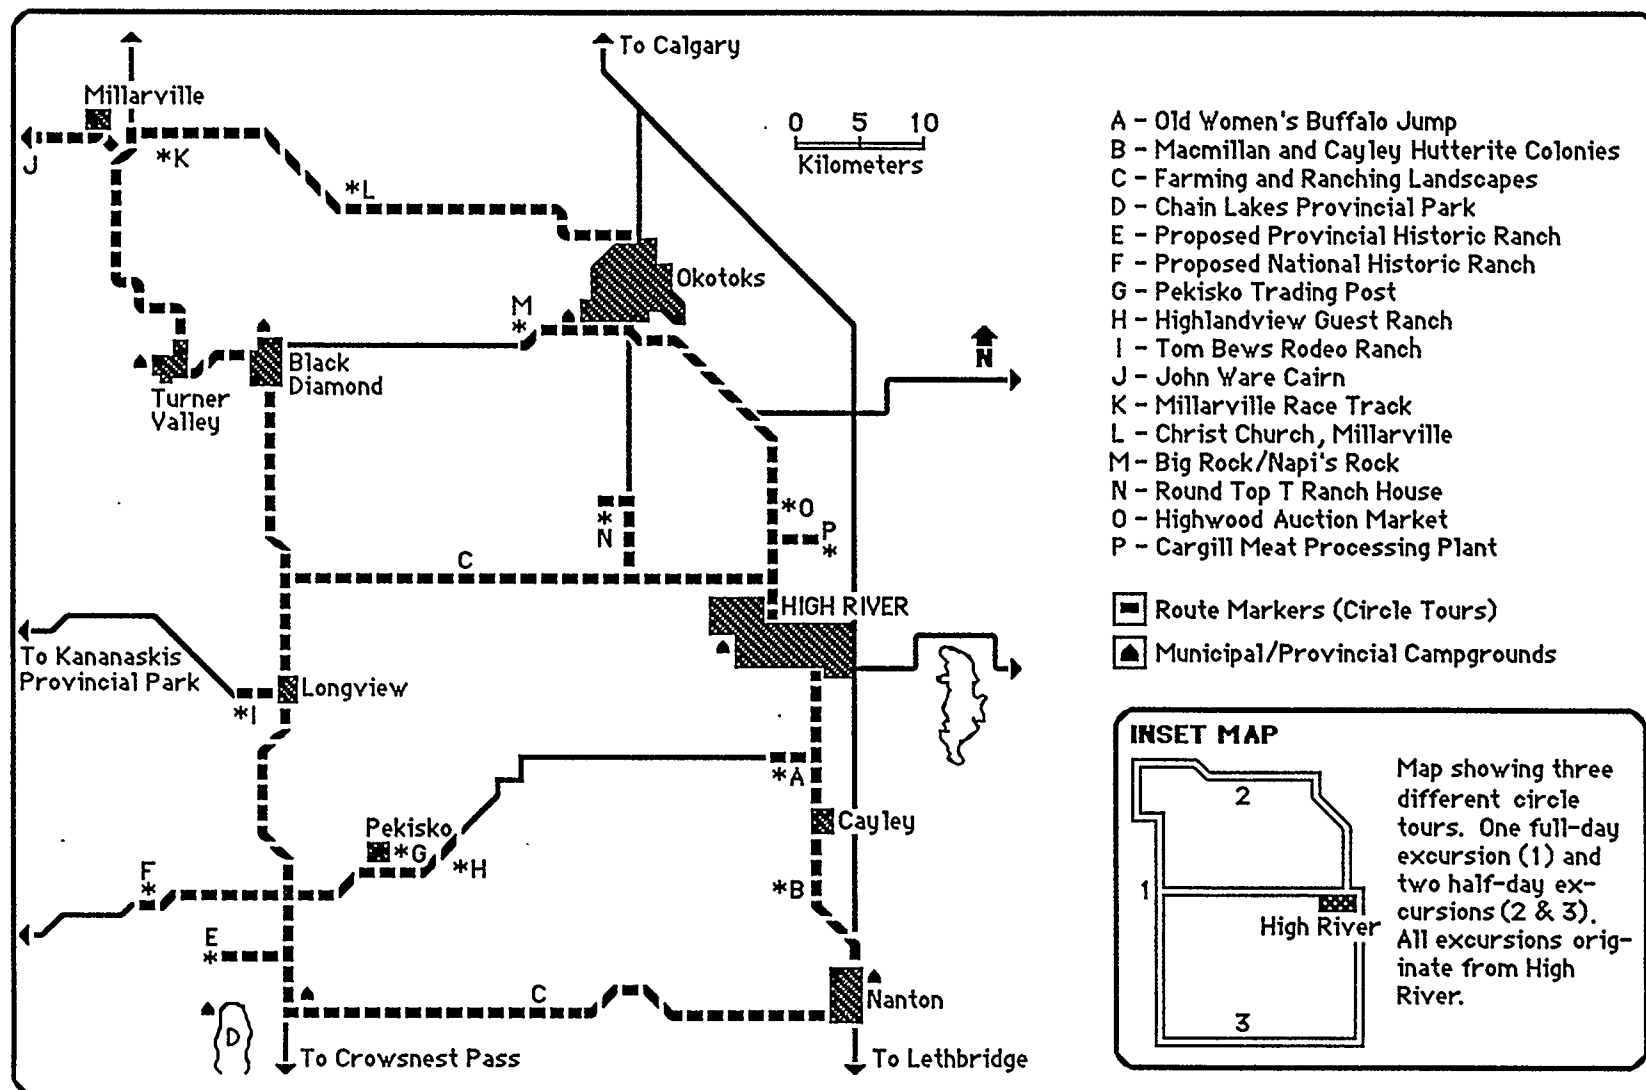 To Calgary
Millarville
J
*K
*L
0 5 10
Kilometers
Okotoks
M
*
Black
Diamond
Turner
Valley
N
*O
P
*
*
N
C
HIGH RIVER
To Kananaskis
Provincial Park
Longview
*I
*A
Pekisko
*G
*H
Cayley
F
*
*B
E
*
C
Nanton
D
To Crowsnest Pass
To Lethbridge
A - Old Women's Buffalo Jump
B - Macmillan and Cayley Hutterite Colonies
C - Farming and Ranching Landscapes
D - Chain Lakes Provincial Park
E - Proposed Provincial Historic Ranch
F - Proposed National Historic Ranch
G - Pekisko Trading Post
H - Highlandview Guest Ranch
I - Tom Bews Rodeo Ranch
J - John Ware Cairn
K - Millarville Race Track
L - Christ Church, Millarville
M - Big Rock/Napi's Rock
N - Round Top T Ranch House
O - Highwood Auction Market
P - Cargill Meat Processing Plant
Route Markers (Circle Tours)
Municipal/Provincial Campgrounds
INSET MAP
2
1
High River
3
Map showing three
different circle
tours. One full-day
excursion (1) and
two half-day ex-
cursions (2 & 3).
All excursions orig-
inate from High
River.